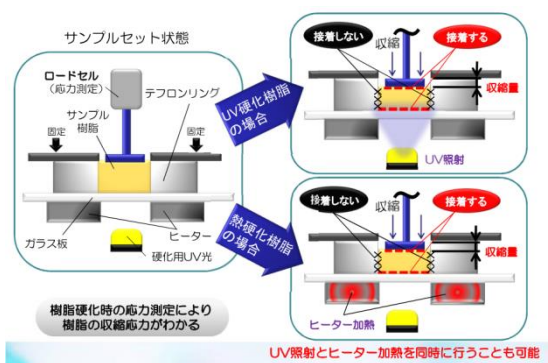 サンプルセット状態
ロードセル
(応力測定)
テフロンリング
サンプル
樹脂
固定
固定
ガラス板
ヒーター
硬化用UV光
樹脂硬化時の応力測定により
樹脂の収縮応力がわかる
UV硬化樹脂
の場合
接着しない
収縮
接着する
収縮量
UV照射
熱硬化樹脂
の場合
接着しない
収縮
接着する
収縮量
ヒーター加熱
UV照射とヒーター加熱を同時に行うことも可能